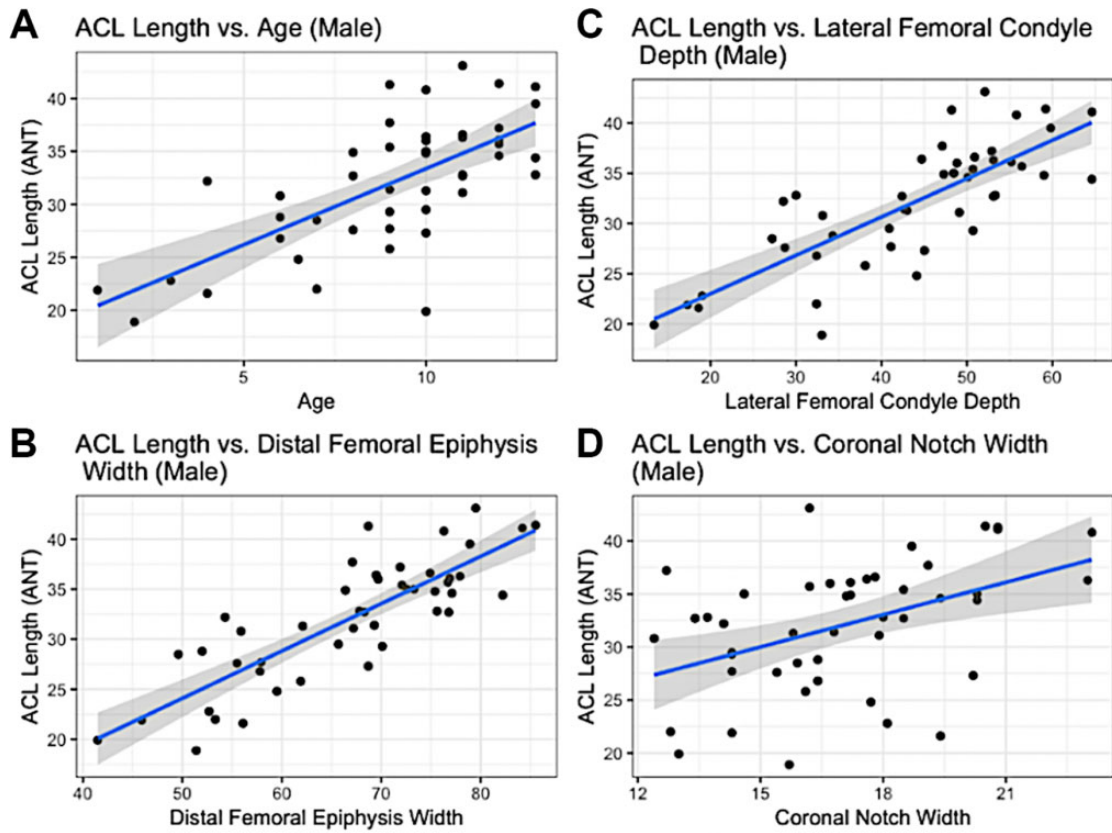 A
ACL Length vs. Age (Male)
ACL Length (ANT)
40
35
30
25
20
5
10
Age
B
ACL Length vs. Distal Femoral Epiphysis
Width (Male)
ACL Length (ANT)
40
35
30
25
20
40
50
60
70
80
Distal Femoral Epiphysis Width
C
ACL Length vs. Lateral Femoral Condyle
Depth (Male)
ACL Length (ANT)
40
35
30
25
20
20
30
40
50
60
Lateral Femoral Condyle Depth
D
ACL Length vs. Coronal Notch Width
(Male)
ACL Length (ANT)
40
35
30
25
20
12
15
18
21
Coronal Notch Width